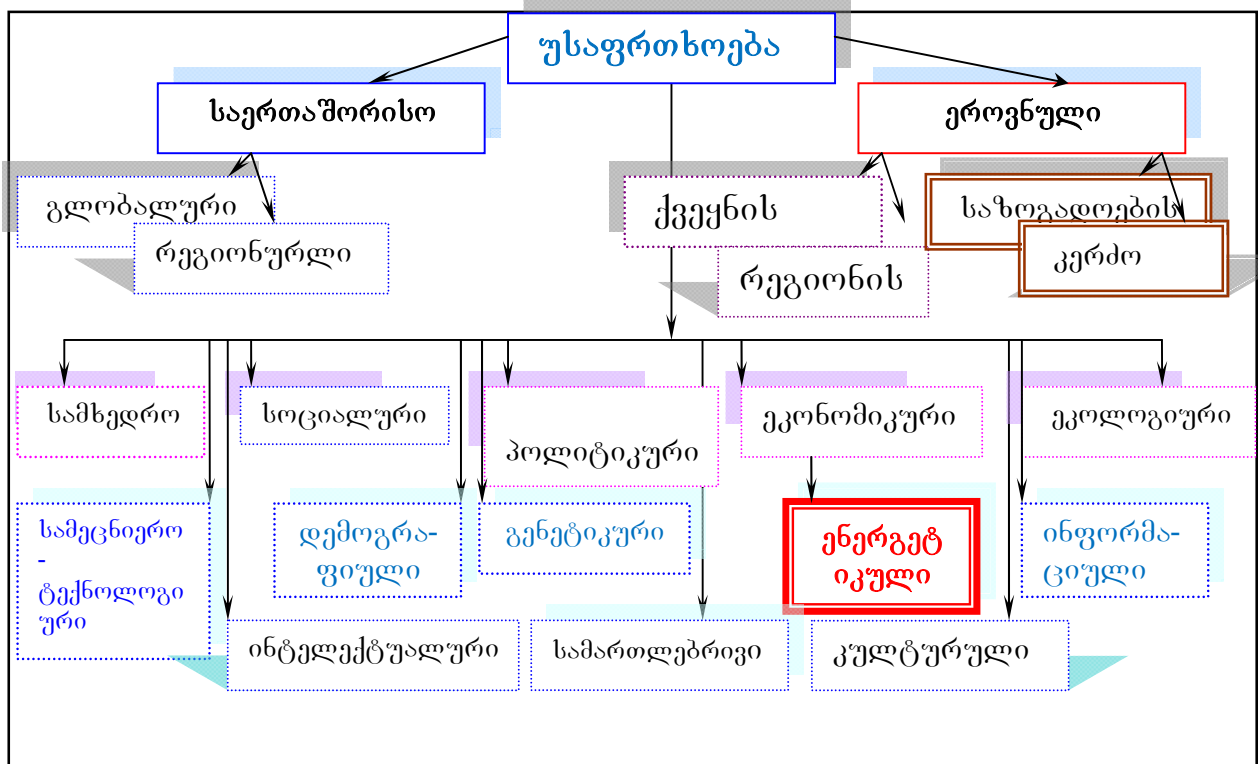 უსაფრთხოება
საერთაშორისო
ეროვნული
გლობალური
რეგიონურლი
ქვეყნის
რეგიონის
საზოგადოების
კერძო
სამხედრო
სოციალური
პოლიტიკური
ეკონომიკური
ეკოლოგიური
სამეცნიერო
-
ტექნოლოგი
ური
დემოგრა-
ფიული
გენეტიკური
ენერგეტ
იკული
ინფორმა-
ციული
ინტელექტუალური
სამართლებრივი
კულტურული